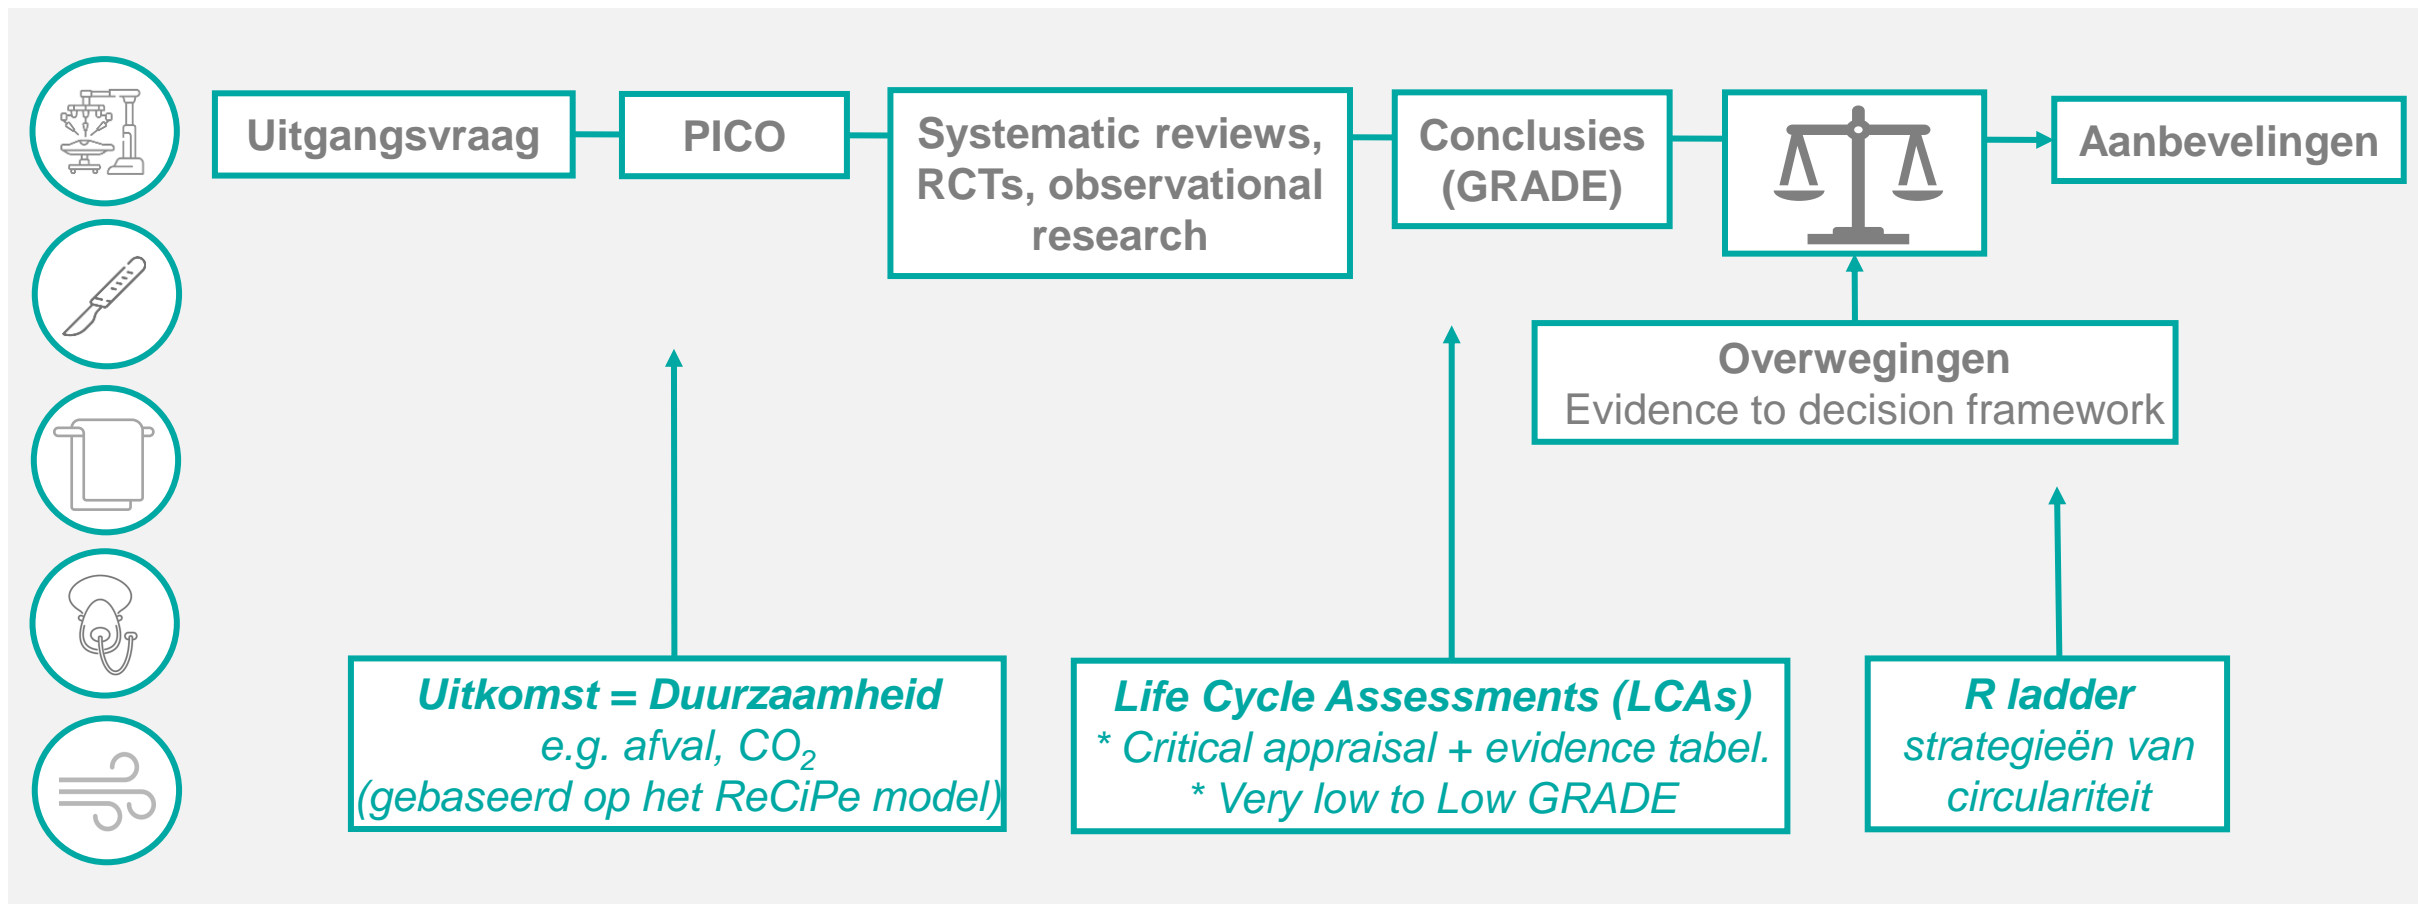 Uitgangsvraag
PICO
Systematic reviews,
RCTs, observational
research
Conclusies
(GRADE)
Aanbevelingen
Overwegingen
Evidence to decision framework
Uitkomst = Duurzaamheid
e.g. afval, CO₂
(gebaseerd op het ReCiPe model)
Life Cycle Assessments (LCAs)
* Critical appraisal + evidence tabel.
* Very low to Low GRADE
R ladder
strategieën van
circulariteit